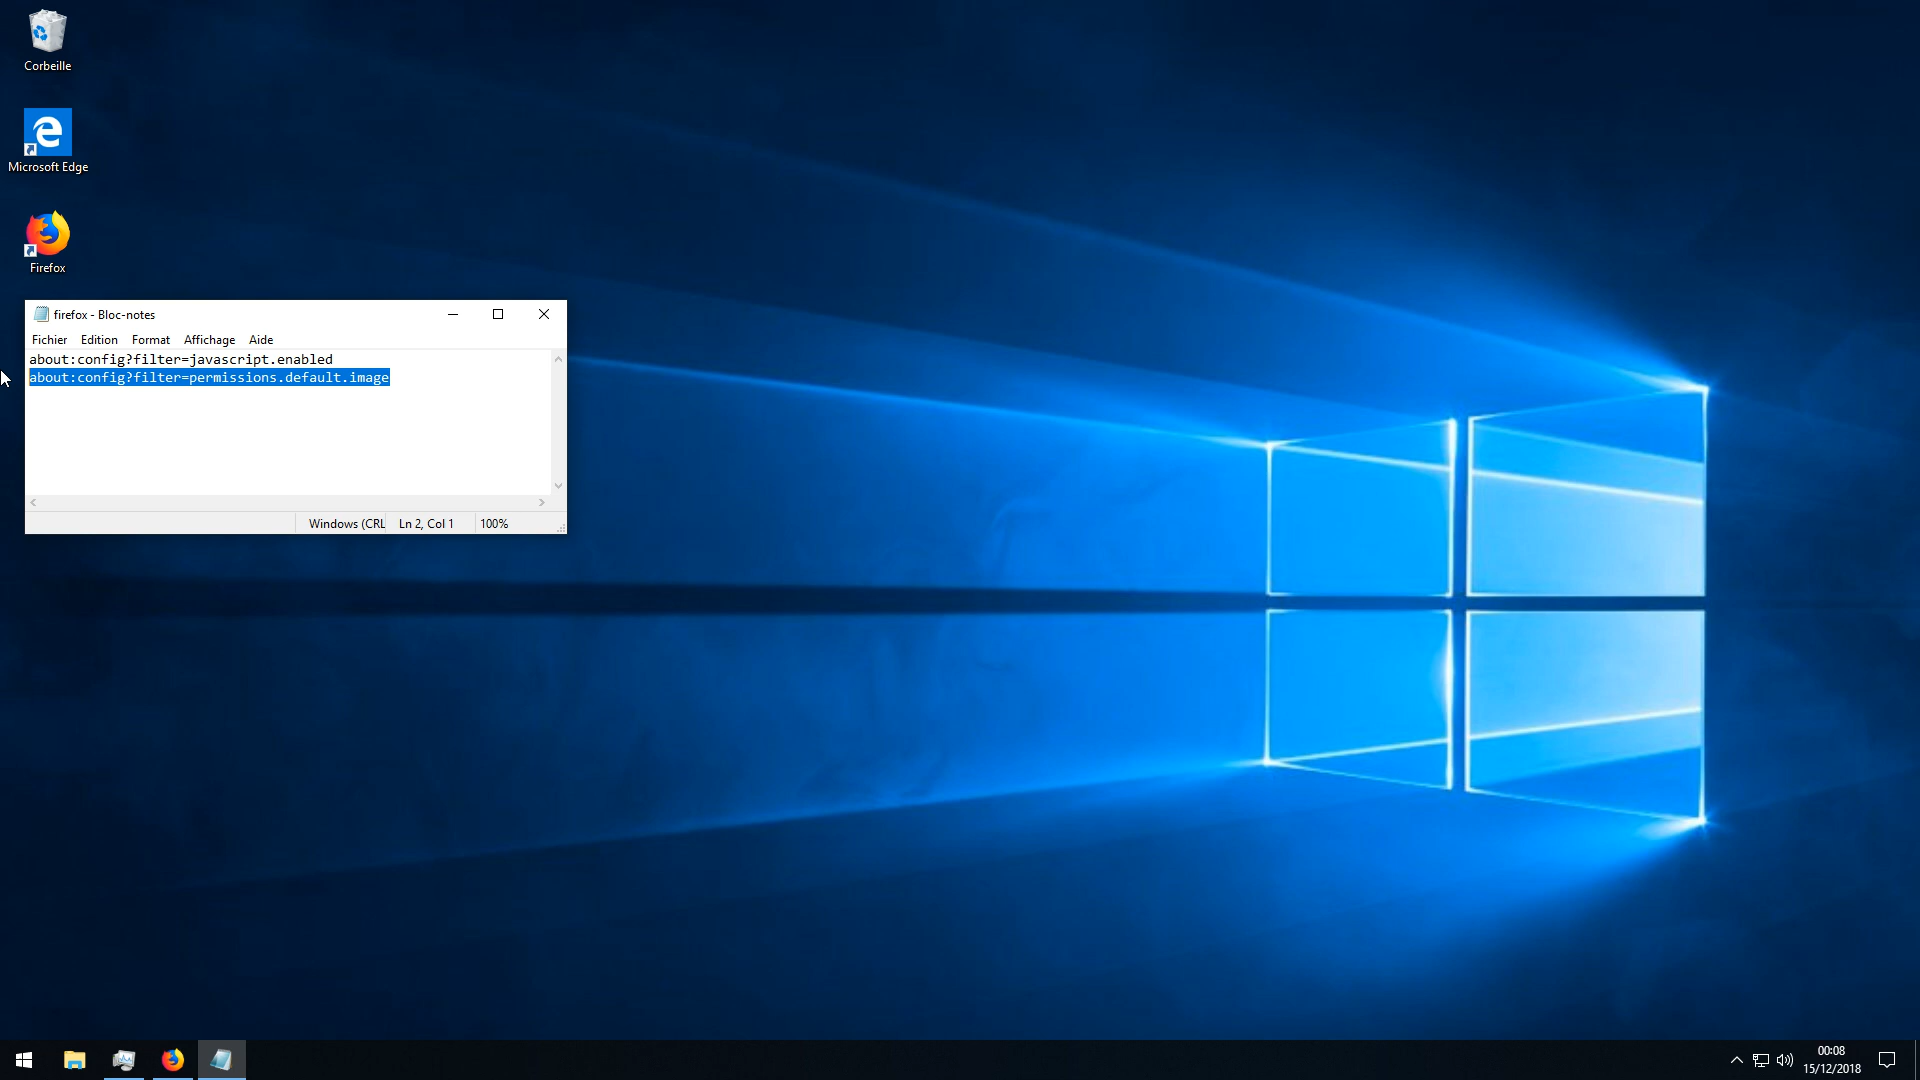 Corbeille
Microsoft Edge
Firefox
firefox - Bloc-notes
Fichier Edition Format Affichage Aide
about:config?filter=javascript.enabled
about:config?filter=permissions.default.image
Windows (CRL Ln 2, Col 1 100%
00:08
15/12/2018